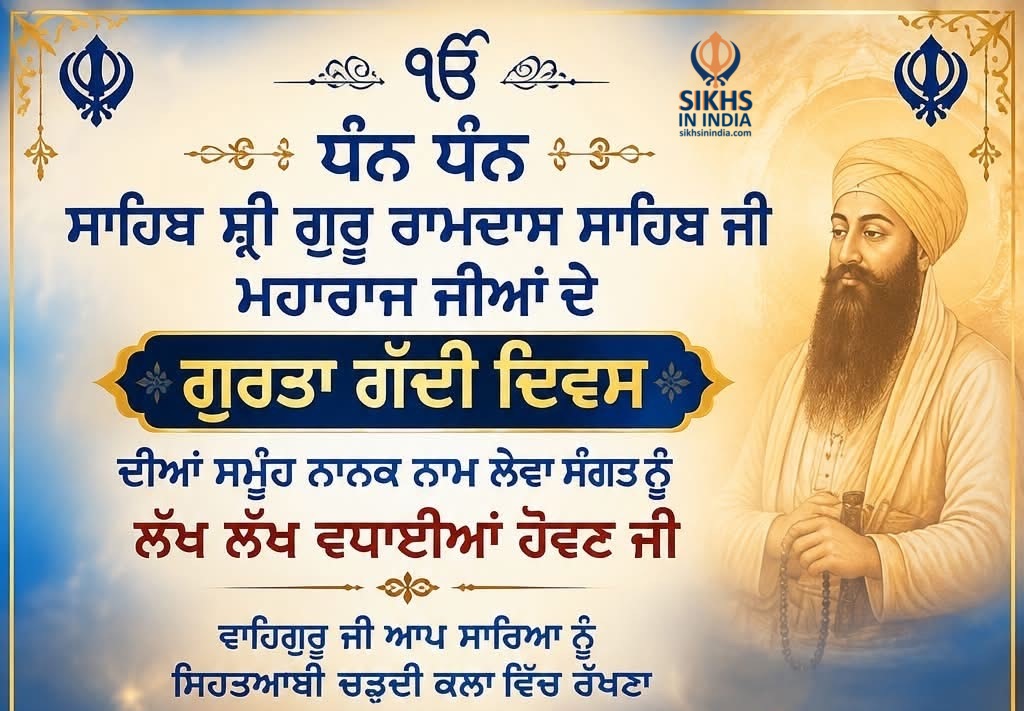 ੴ
SIKHS
IN INDIA
sikhsinindia.com
ਧੰਨ ਧੰਨ
ਸਾਹਿਬ ਸ਼੍ਰੀ ਗੁਰੂ ਰਾਮਦਾਸ ਸਾਹਿਬ ਜੀ
ਮਹਾਰਾਜ ਜੀਆਂ ਦੇ
ਗੁਰਤਾ ਗੱਦੀ ਦਿਵਸ
ਦੀਆਂ ਸਮੂੰਹ ਨਾਨਕ ਨਾਮ ਲੇਵਾ ਸੰਗਤ ਨੂੰ
ਲੱਖ ਲੱਖ ਵਧਾਈਆਂ ਹੋਵਣ ਜੀ
ਵਾਹਿਗੁਰੂ ਜੀ ਆਪ ਸਾਰਿਆ ਨੂੰ
ਸਿਹਤਆਬੀ ਚੜ੍ਹਦੀ ਕਲਾ ਵਿੱਚ ਰੱਖਣਾ